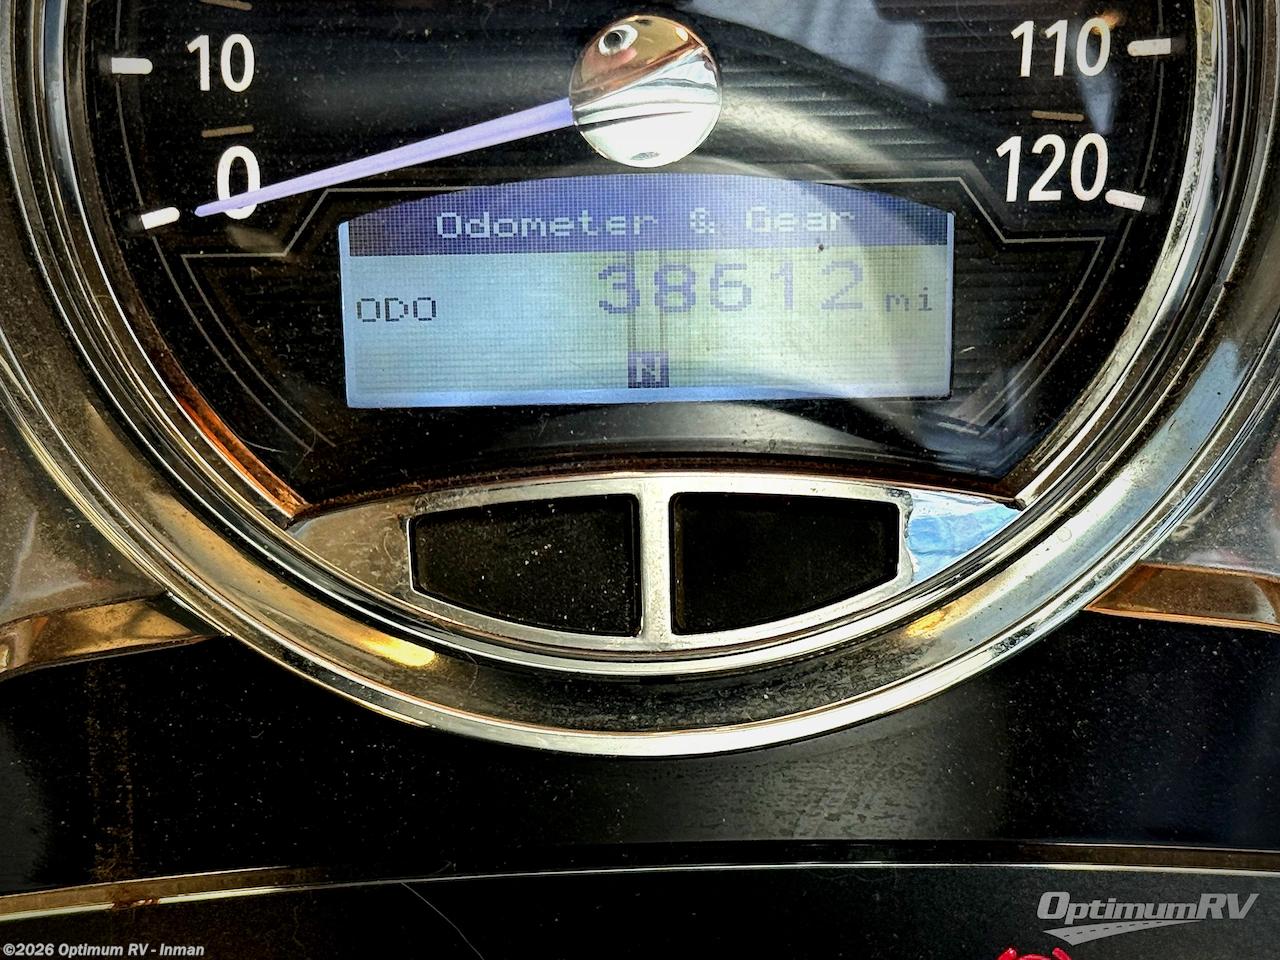 10
110
0
120
Odometer & Gear
ODO 38612 mi
N
OptimumRV
©2026 Optimum RV - Inman